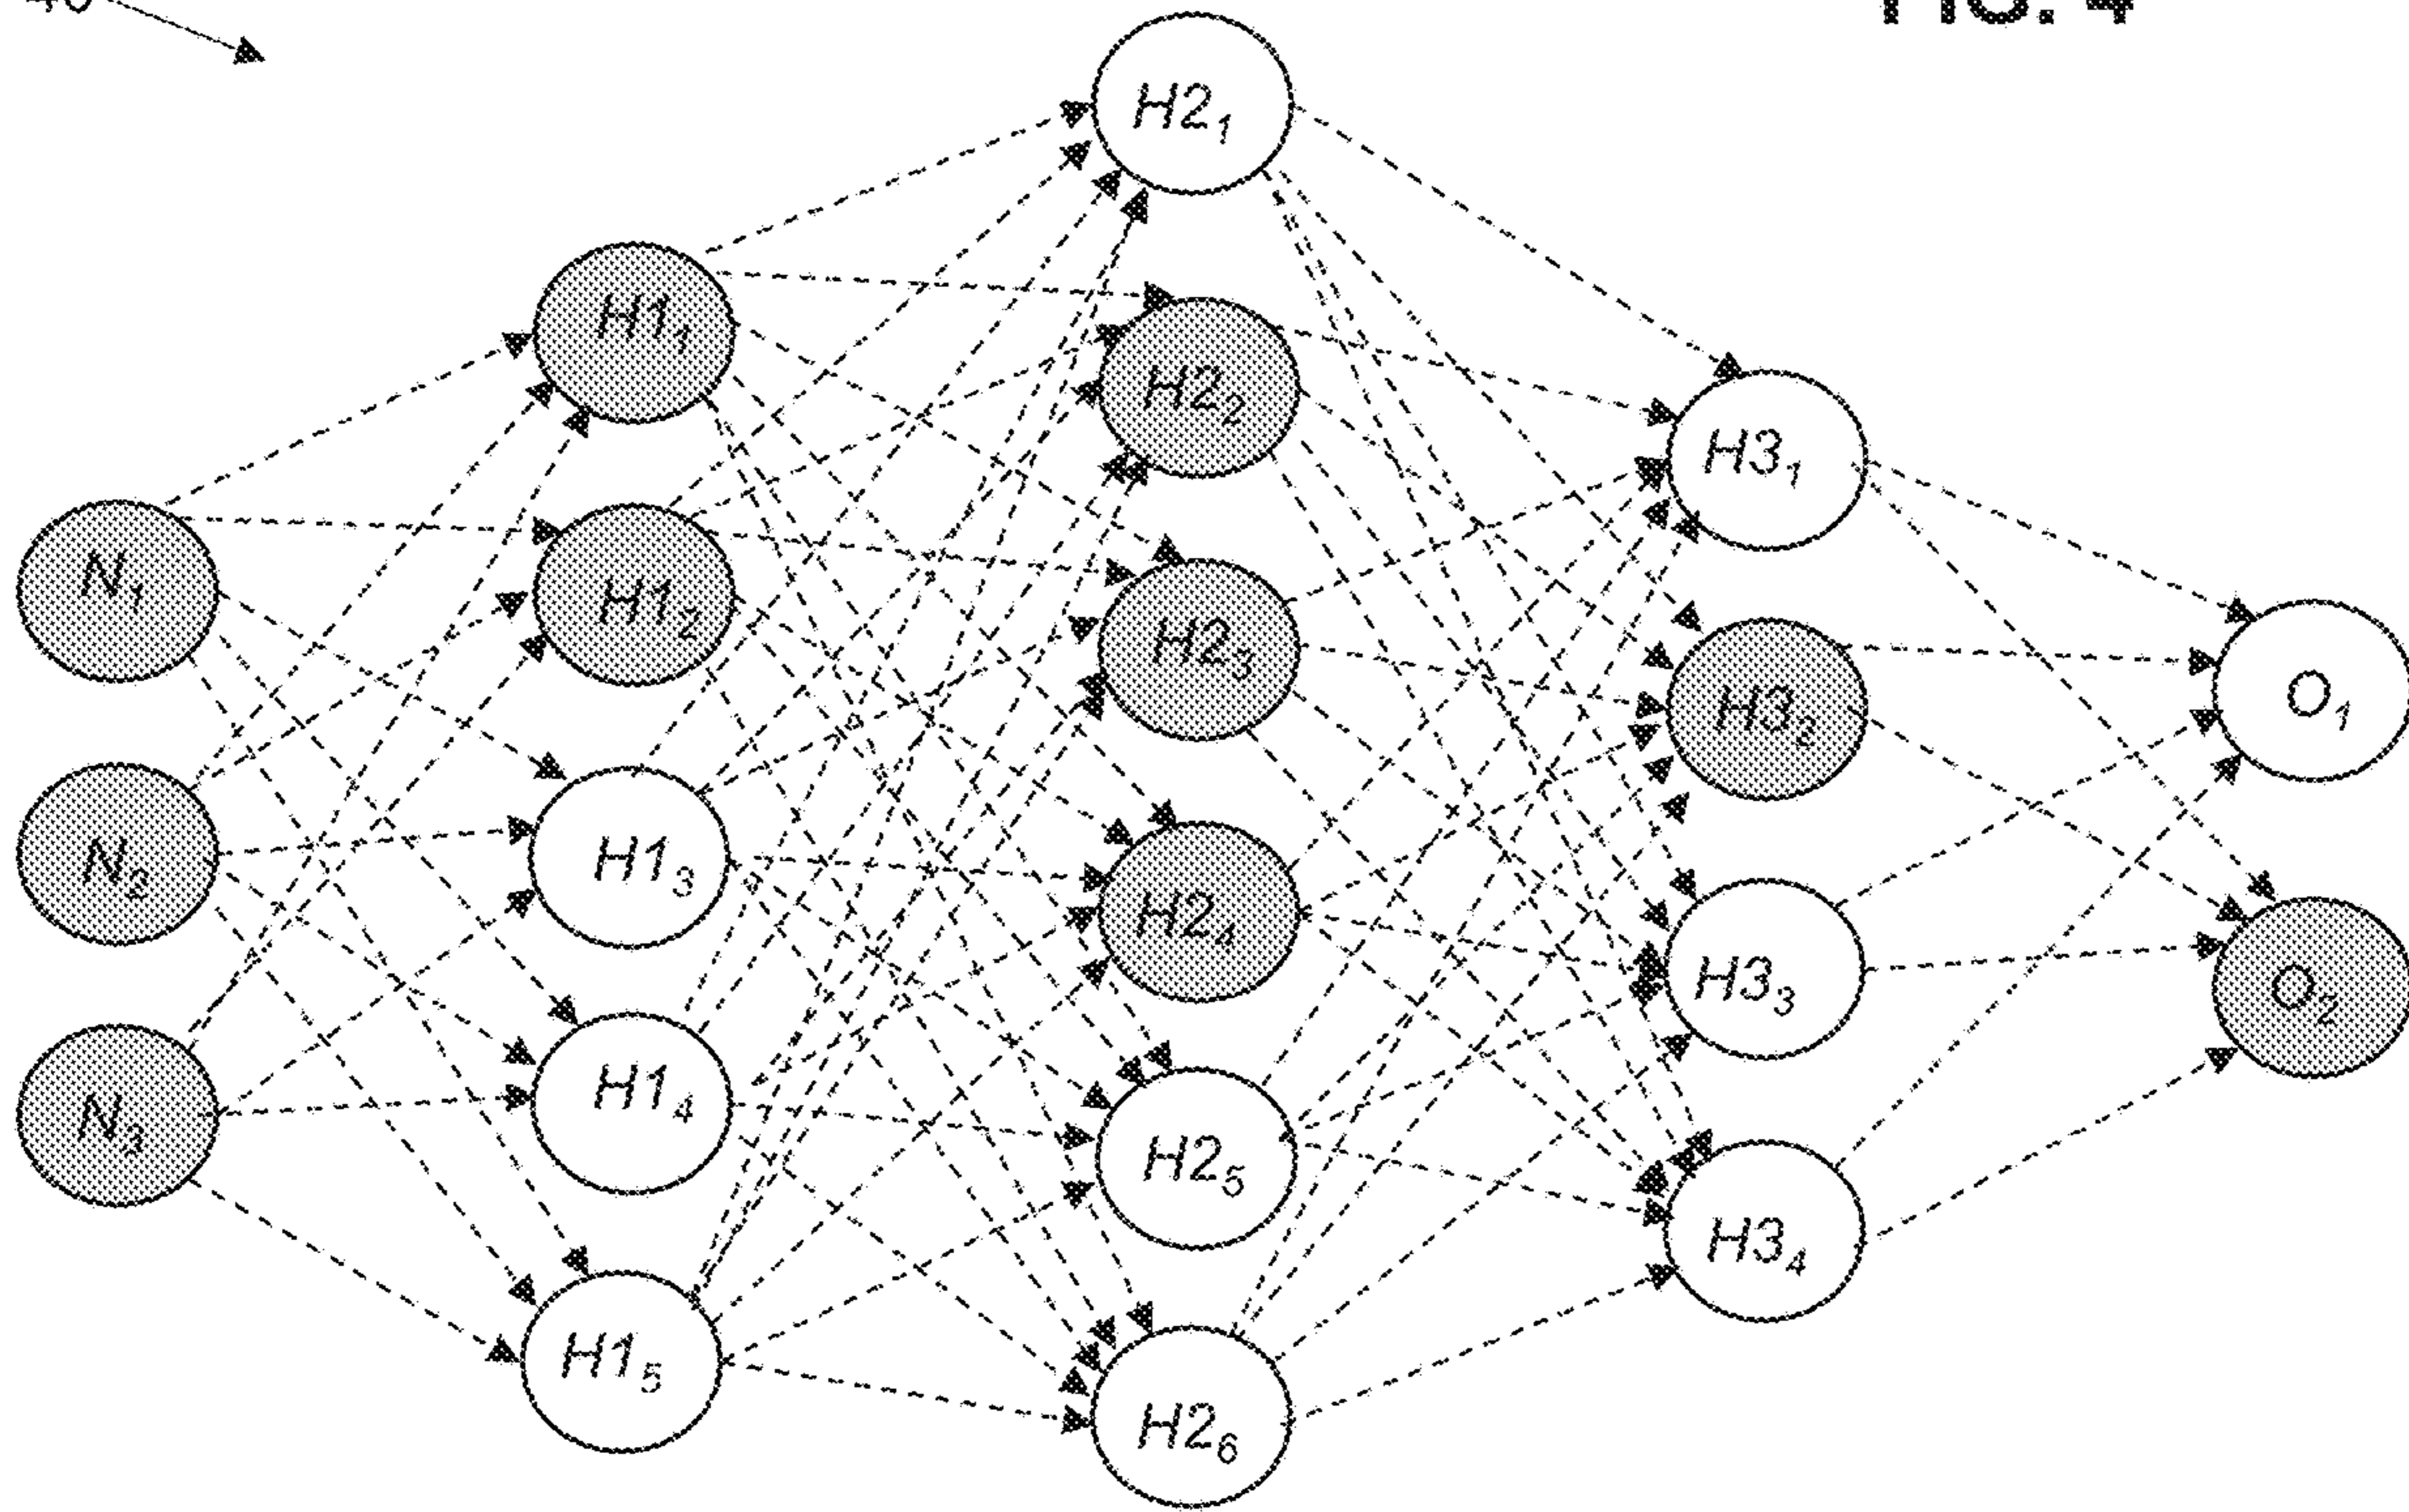 40
FIG. 4
H2₁
H1₁
H2₂
H3₁
N₁
H1₂
H2₃
H3₂
O₁
N₂
H1₃
H2₄
H3₃
O₂
N₃
H1₄
H2₅
H3₄
H1₅
H2₆